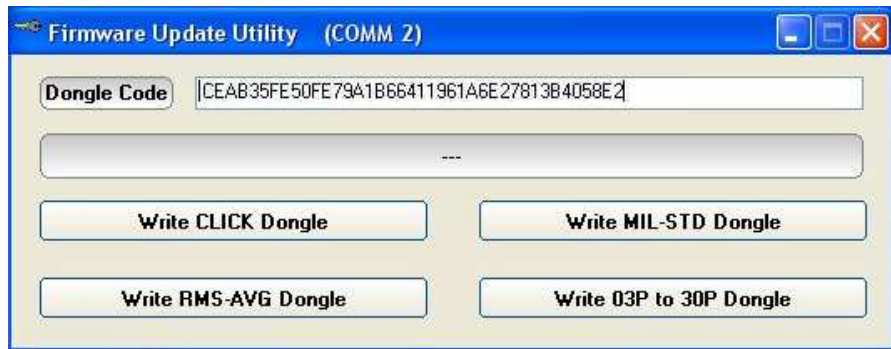 Firmware Update Utility (COMM 2)
Dongle Code CEAB35FE50FE79A1B66411961A6E27813B4058E2
---
Write CLICK Dongle Write MIL-STD Dongle
Write RMS-AVG Dongle Write 03P to 30P Dongle